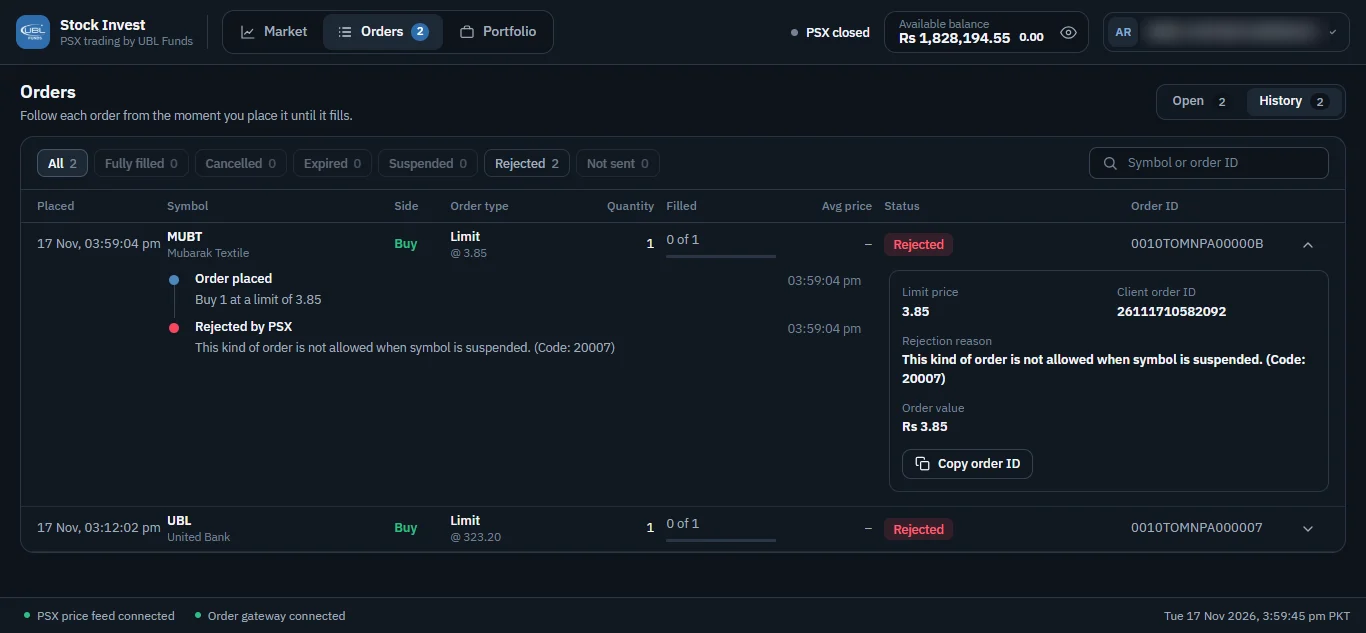 UBL
FUNDS
Stock Invest
PSX trading by UBL Funds
Market
Orders 2
Portfolio
PSX closed
Available balance
Rs 1,828,194.55 0.00
AR
Orders
Follow each order from the moment you place it until it fills.
Open 2
History 2
All 2
Fully filled 0
Cancelled 0
Expired 0
Suspended 0
Rejected 2
Not sent 0
Symbol or order ID
Placed Symbol Side Order type Quantity Filled Avg price Status Order ID
17 Nov, 03:59:04 pm MUBT Buy Limit 1 0 of 1 – Rejected 0010TOMNPA00000B
Mubarak Textile @ 3.85
Order placed 03:59:04 pm
Buy 1 at a limit of 3.85
Rejected by PSX 03:59:04 pm
This kind of order is not allowed when symbol is suspended. (Code: 20007)
Limit price Client order ID
3.85 26111710582092
Rejection reason
This kind of order is not allowed when symbol is suspended. (Code:
20007)
Order value
Rs 3.85
Copy order ID
17 Nov, 03:12:02 pm UBL Buy Limit 1 0 of 1 – Rejected 0010TOMNPA000007
United Bank @ 323.20
PSX price feed connected
Order gateway connected
Tue 17 Nov 2026, 3:59:45 pm PKT